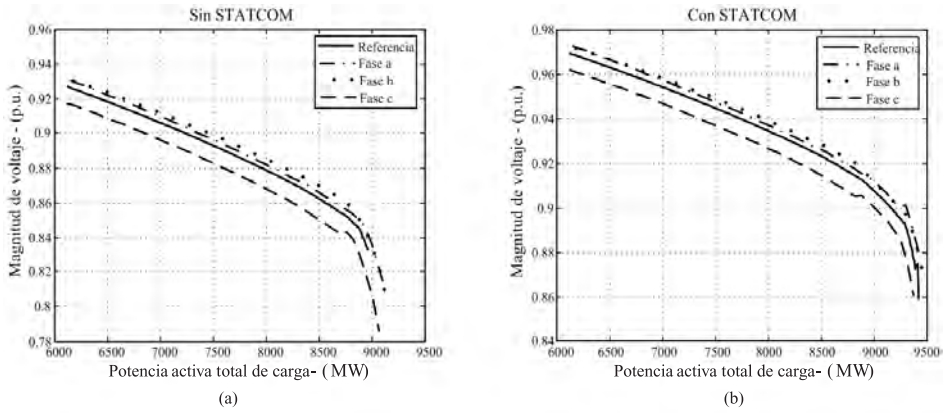 Sin STATCOM
0.96
0.94
0.92
0.9
0.88
0.86
0.84
0.82
0.8
0.78
Magnitud de voltaje - (p.u.)
Referencia
Fase a
Fase b
Fase c
6000 6500 7000 7500 8000 8500 9000 9500
Potencia activa total de carga- ( MW)
(a)
Con STATCOM
0.98
0.96
0.94
0.92
0.9
0.88
0.86
0.84
Magnitud de voltaje - (p.u.)
Referencia
Fase a
Fase b
Fase c
6000 6500 7000 7500 8000 8500 9000 9500
Potencia activa total de carga- ( MW)
(b)